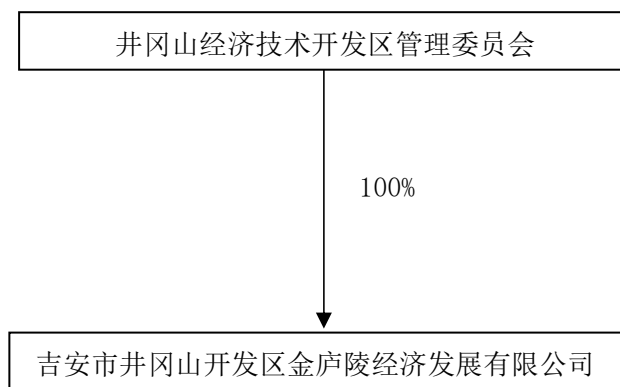 井冈山经济技术开发区管理委员会
100%
吉安市井冈山开发区金庐陵经济发展有限公司